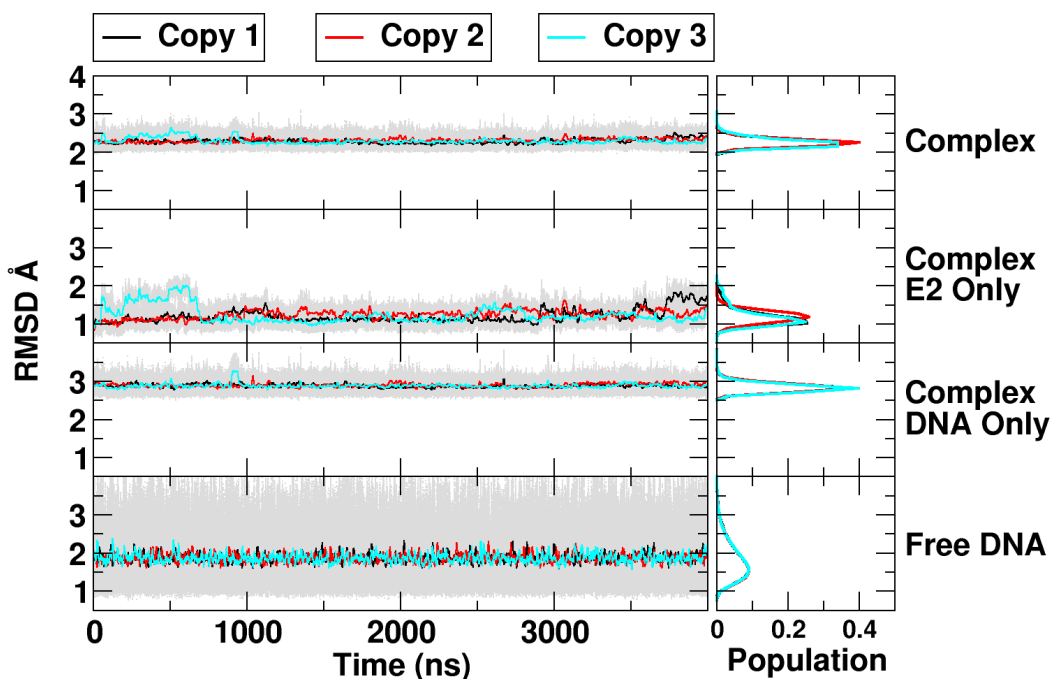 Copy 1
Copy 2
Copy 3
RMSD Å
4
3
2
1
Complex
3
2
1
Complex
E2 Only
3
2
1
Complex
DNA Only
3
2
1
Free DNA
0
1000
2000
3000
0
0.2
0.4
Time (ns)
Population